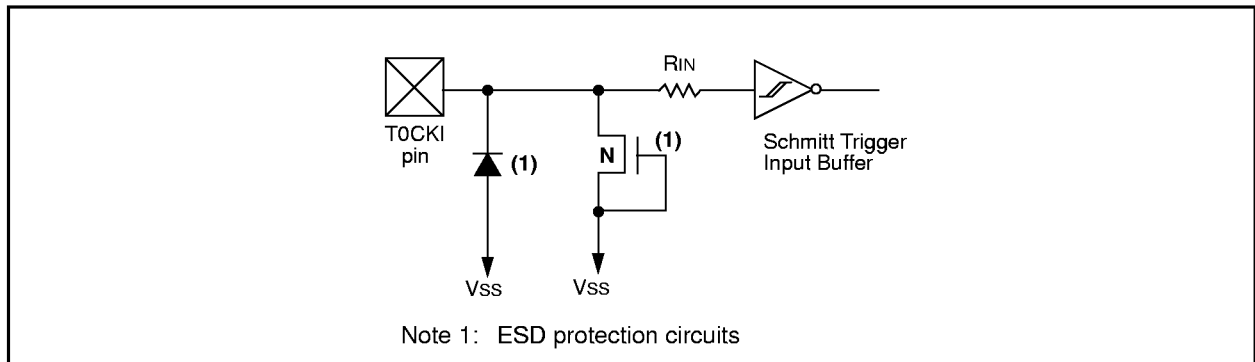 RIN
T0CKI
pin
(1)
N
(1)
Schmitt Trigger
Input Buffer
VSS
VSS
Note 1: ESD protection circuits